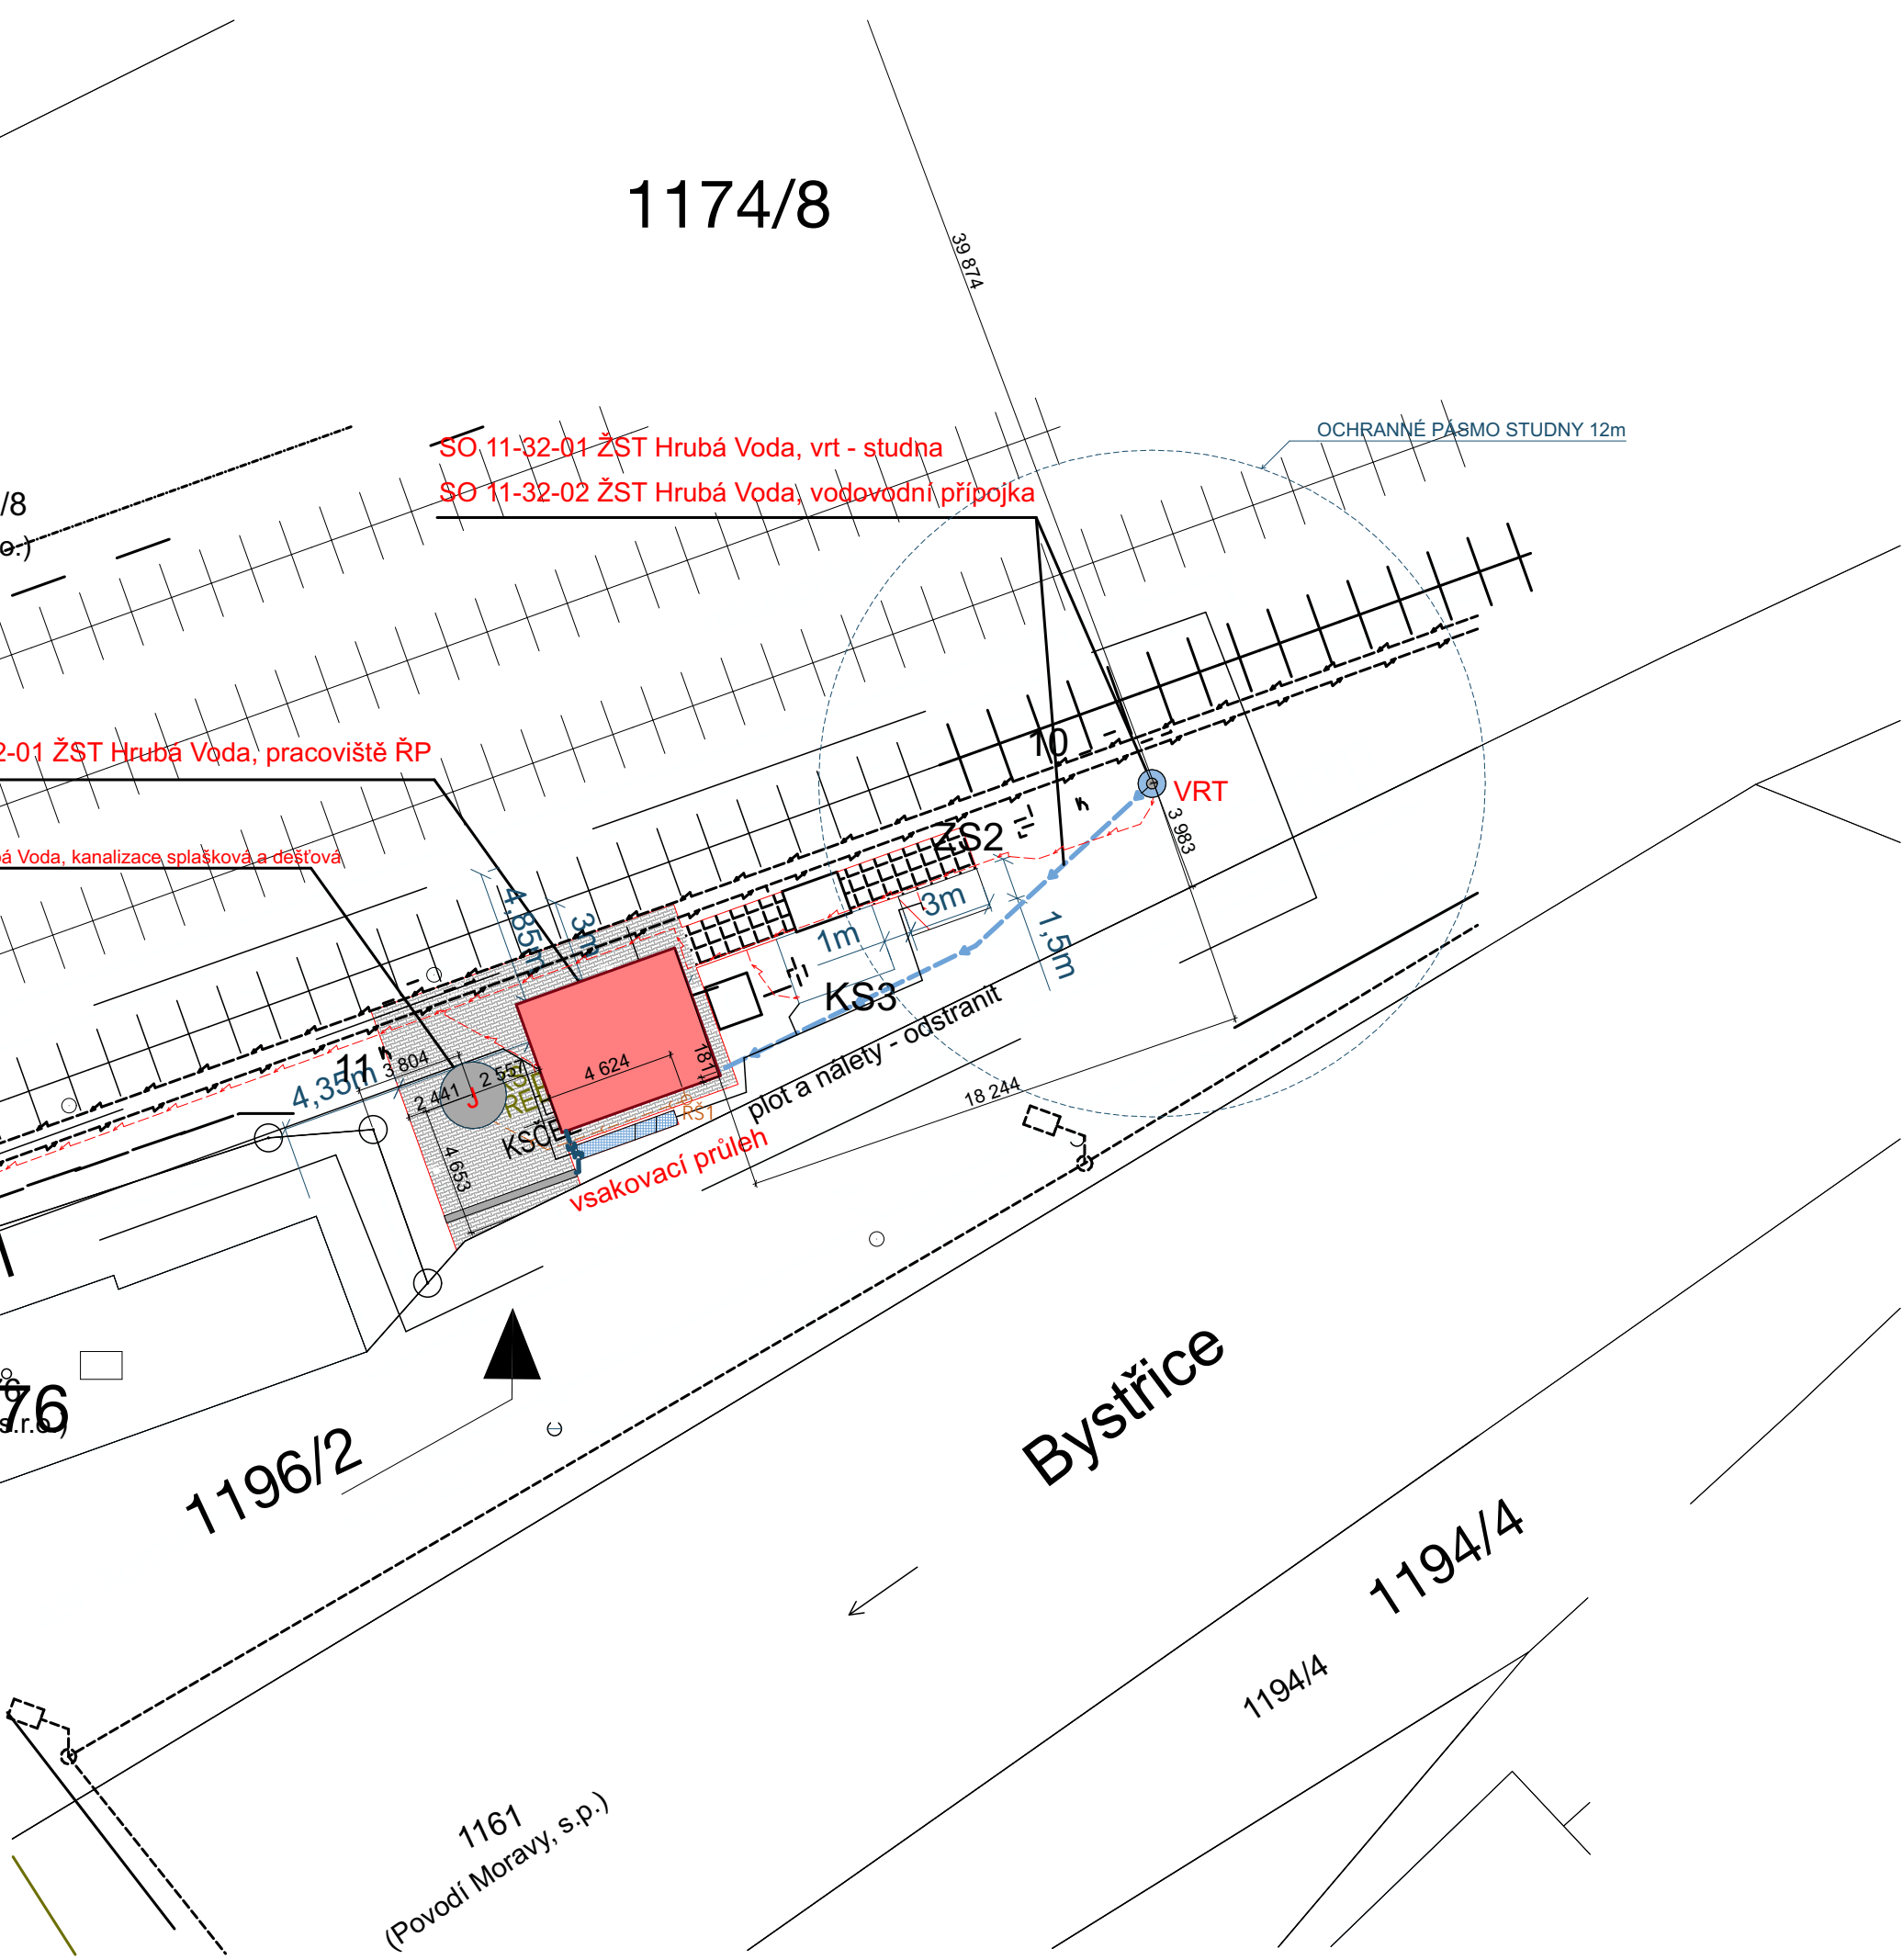 1174/8
39 874
OCHRANNÉ PÁSMO STUDNY 12m
SO 11-32-01 ŽST Hrubá Voda, vrt - studna
SO 11-32-02 ŽST Hrubá Voda, vodovodní přípojka
/8
o.)
2-01 ŽST Hrubá Voda, pracoviště ŘP
10
VRT
3 983
ZS2
bá Voda, kanalizace splašková a dešťová
4,85m
3m
3m
1m
1,5m
KS3
plot a nálety - odstranit
11
3 804
4,35m
2 441
2 557
J
4 624
181
18 244
RŠ1
KSČE
4 653
vsakovací průleh
76
s.r.o.)
1196/2
Bystřice
1194/4
1194/4
1161
(Povodí Moravy, s.p.)